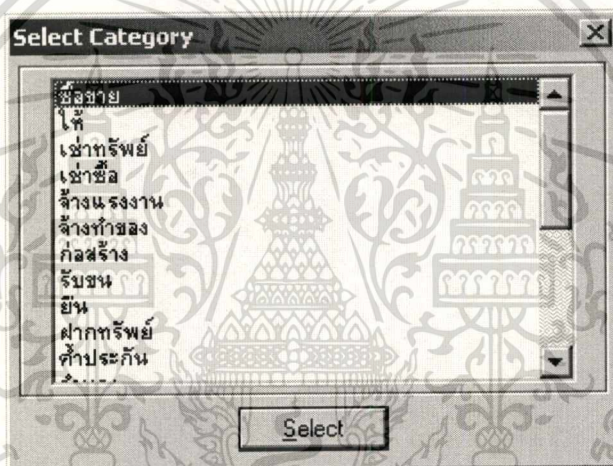 Select Category
ซื้อขาย
ให้
เช่าทรัพย์
เช่าซื้อ
จ้างแรงงาน
จ้างทำของ
ก่อสร้าง
รับขน
ยืม
ฝากทรัพย์
ค้ำประกัน
Select